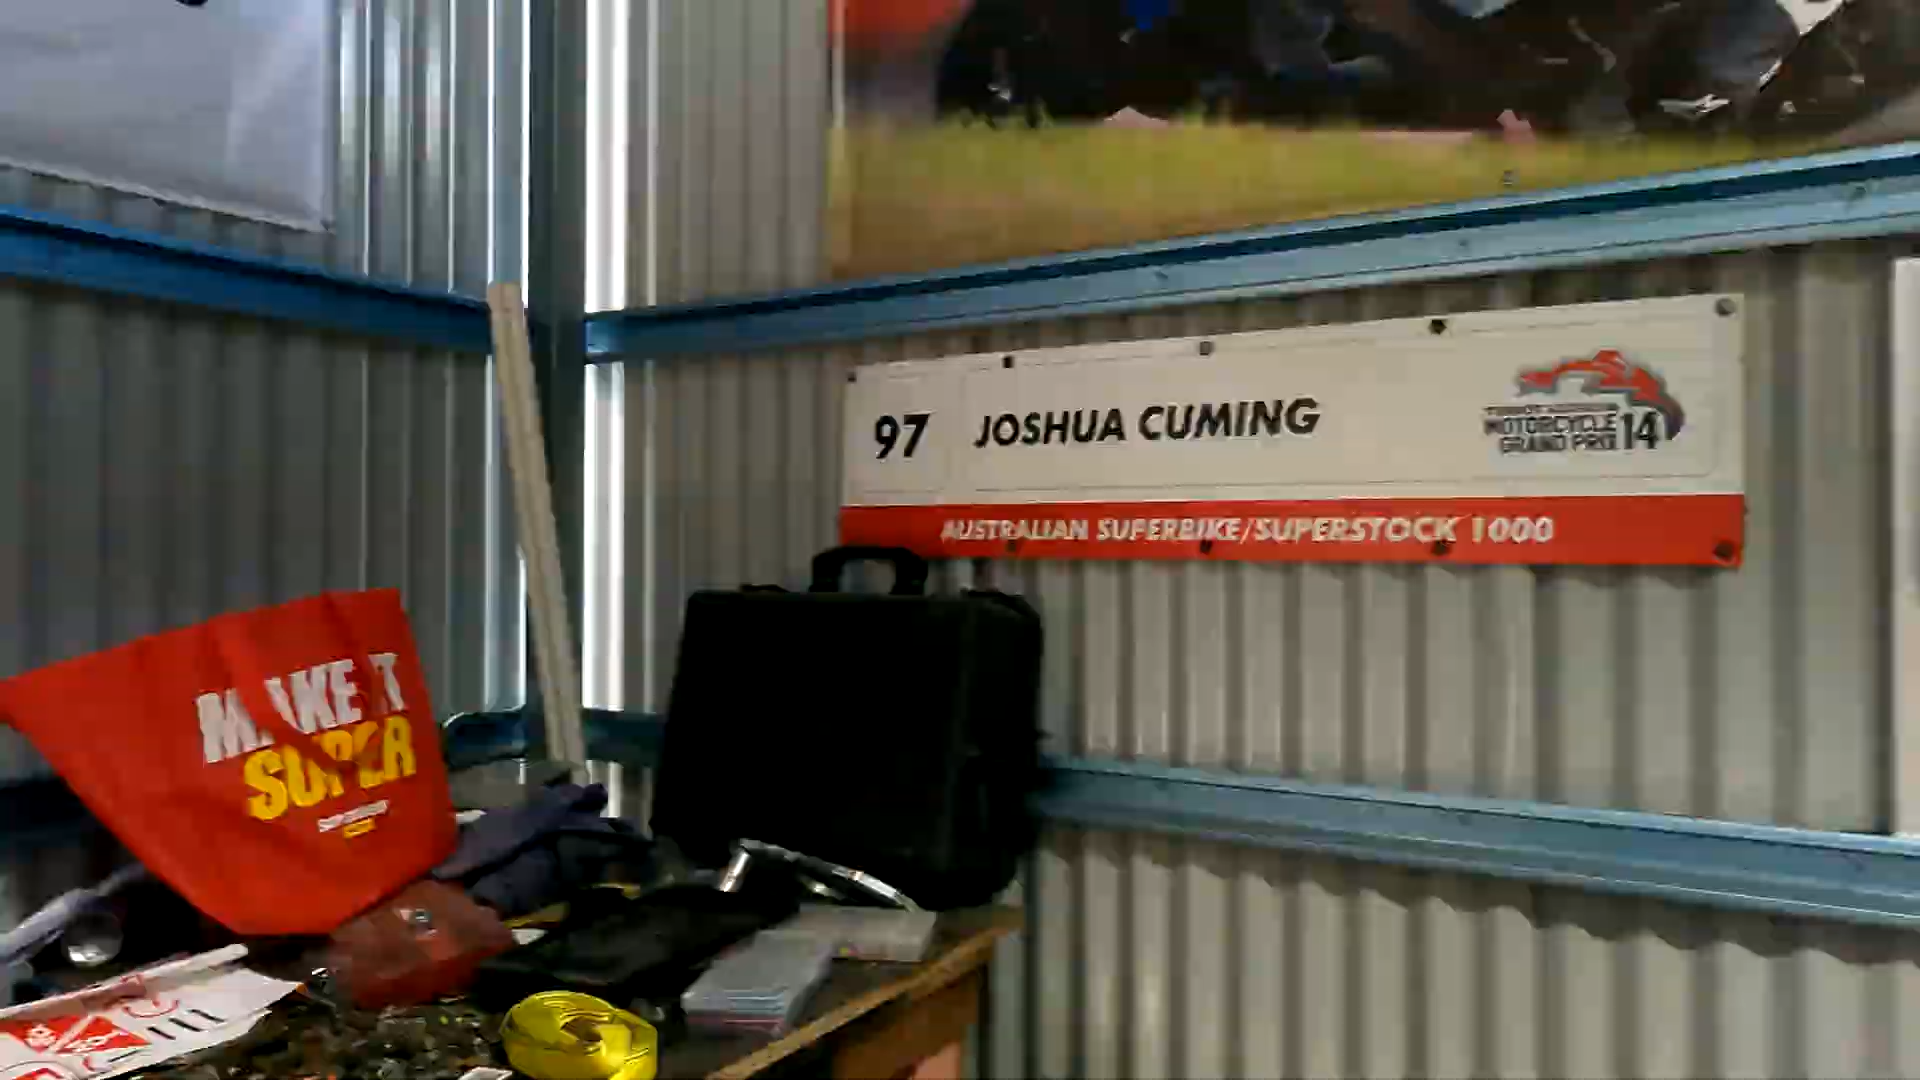 97 JOSHUA CUMING
MOTORCYCLE
GRAND PRIX 14
AUSTRALIAN SUPERBIKE/SUPERSTOCK 1000
MAKE IT
SUPER